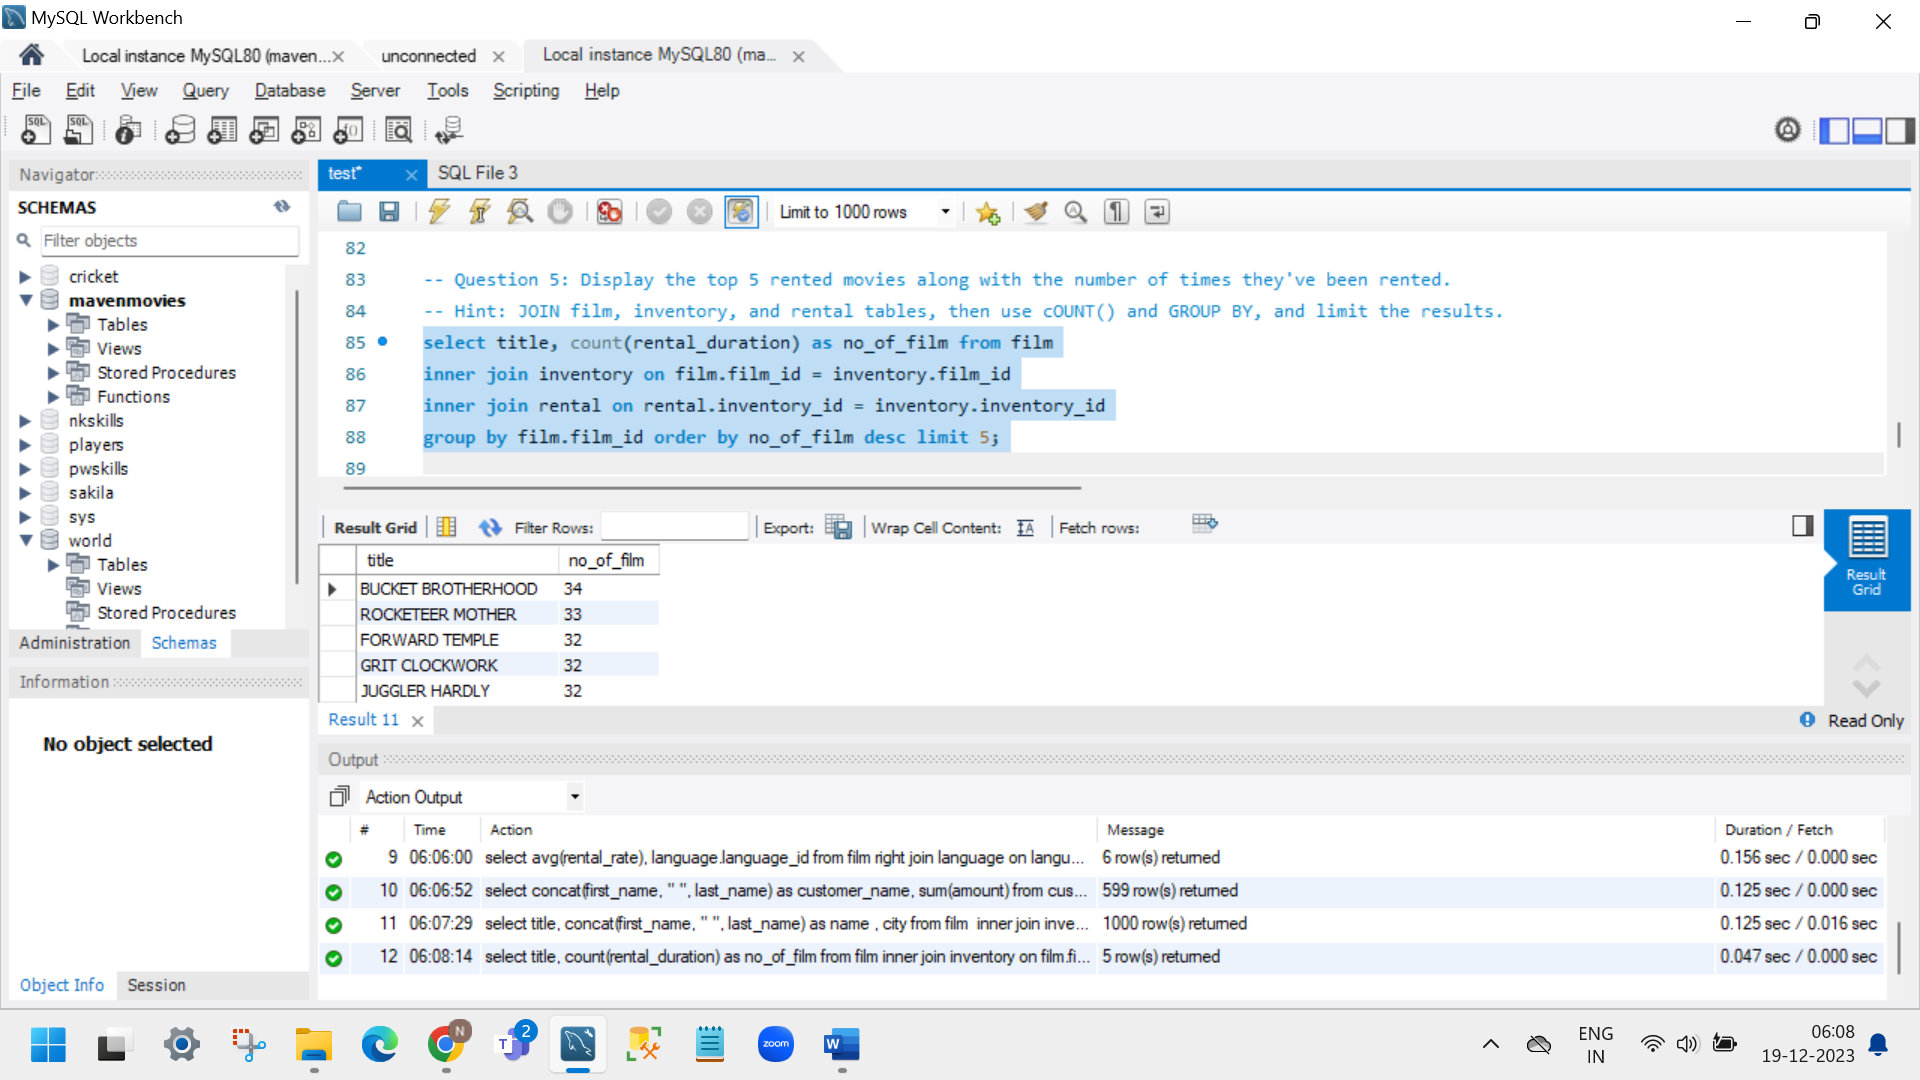 MySQL Workbench
Local instance MySQL80 (maven...
unconnected
Local instance MySQL80 (ma...
File Edit View Query Database Server Tools Scripting Help
Navigator
SCHEMAS
Filter objects
cricket
mavenmovies
Tables
Views
Stored Procedures
Functions
nkskills
players
pwskills
sakila
sys
world
Tables
Views
Stored Procedures
Administration Schemas
Information
No object selected
Object Info Session
test* SQL File 3
Limit to 1000 rows
82
83 -- Question 5: Display the top 5 rented movies along with the number of times they've been rented.
84 -- Hint: JOIN film, inventory, and rental tables, then use cOUNT() and GROUP BY, and limit the results.
85 select title, count(rental_duration) as no_of_film from film
86 inner join inventory on film.film_id = inventory.film_id
87 inner join rental on rental.inventory_id = inventory.inventory_id
88 group by film.film_id order by no_of_film desc limit 5;
89
Result Grid Filter Rows: Export: Wrap Cell Content: Fetch rows:
title no_of_film
BUCKET BROTHERHOOD 34
ROCKETEER MOTHER 33
FORWARD TEMPLE 32
GRIT CLOCKWORK 32
JUGGLER HARDLY 32
Result Grid
Result 11 Read Only
Output
Action Output
# Time Action Message Duration / Fetch
9 06:06:00 select avg(rental_rate), language.language_id from film right join language on langu... 6 row(s) returned 0.156 sec / 0.000 sec
10 06:06:52 select concat(first_name, " ", last_name) as customer_name, sum(amount) from cus... 599 row(s) returned 0.125 sec / 0.000 sec
11 06:07:29 select title, concat(first_name, " ", last_name) as name , city from film  inner join inve... 1000 row(s) returned 0.125 sec / 0.016 sec
12 06:08:14 select title, count(rental_duration) as no_of_film from film inner join inventory on film.fi... 5 row(s) returned 0.047 sec / 0.000 sec
N
T 2
zoom
W
ENG
IN
06:08
19-12-2023